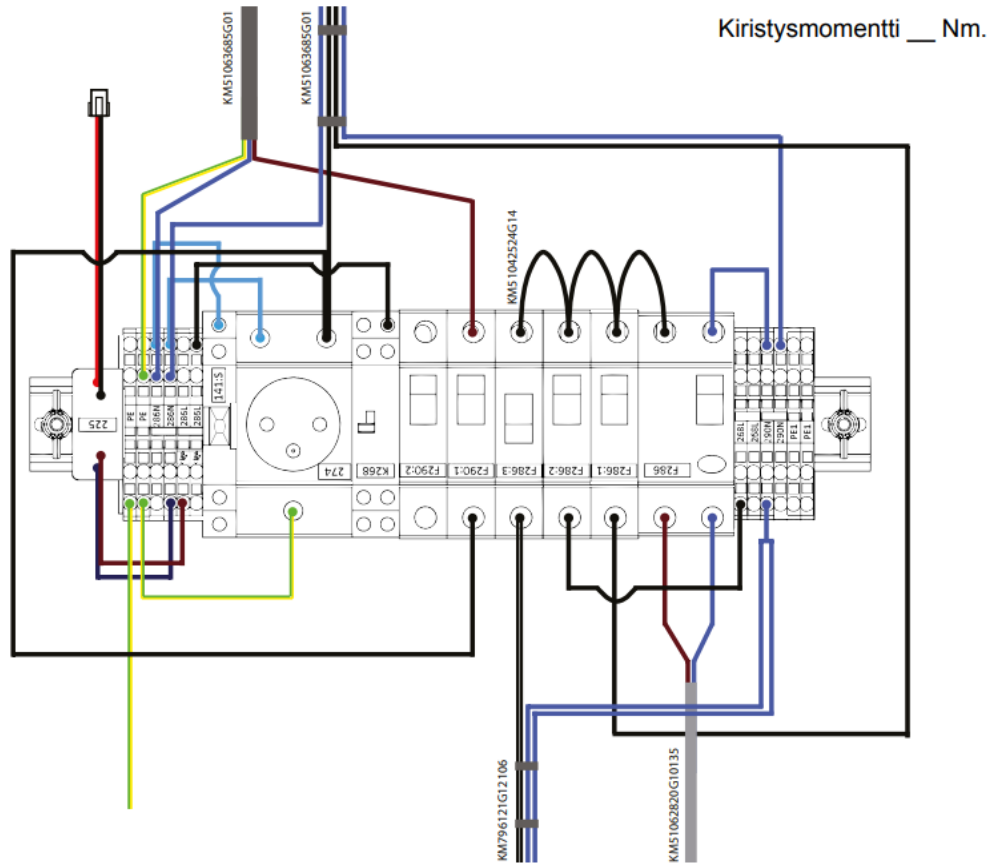 Kiristysmomentti __ Nm.
KM51063685G01
KM51063685G01
KM51042524G14
141:S
225
PE
PE
286N
286N
286L
286L
274
K268
F290:2
F290:1
F286:3
F286:2
F286:1
F286
268L
268L
290N
290N
PE1
PE1
KM796121G12106
KM51062820G10135